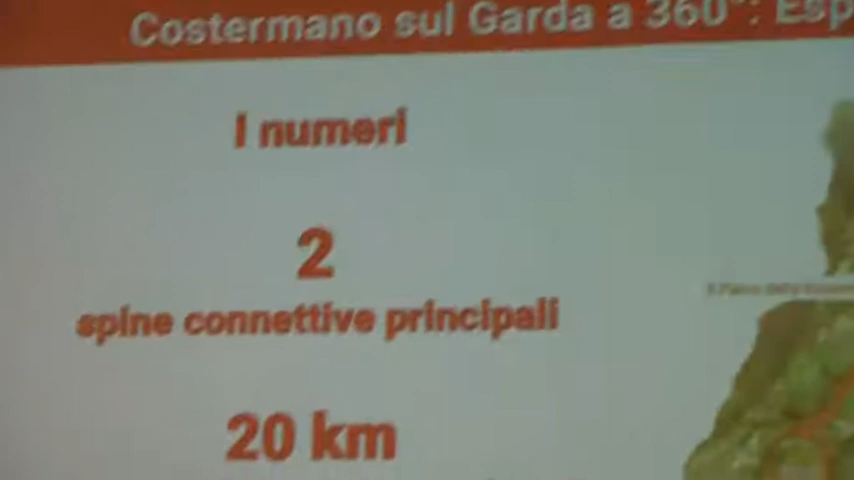 Costermano sul Garda a 360°: Esp
I numeri
2
spine connettive principali
20 km